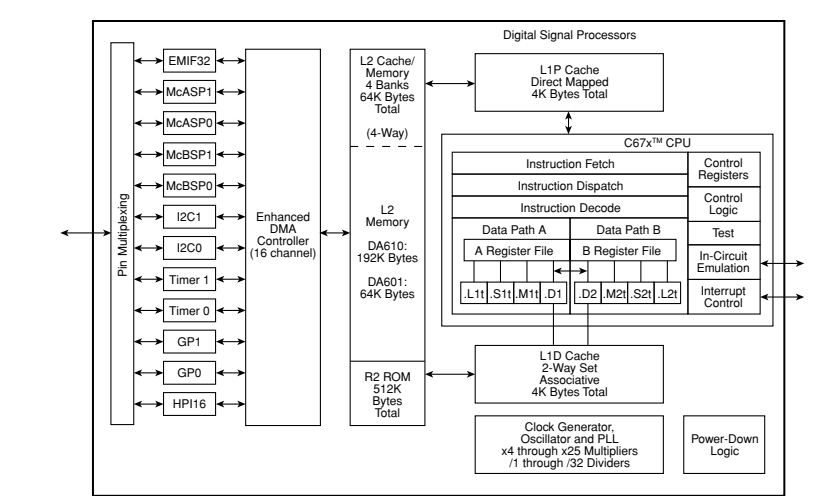 Digital Signal Processors
Pin Multiplexing
EMIF32
McASP1
McASP0
McBSP1
McBSP0
I2C1
I2C0
Timer 1
Timer 0
GP1
GP0
HPI16
Enhanced
DMA
Controller
(16 channel)
L2 Cache/
Memory
4 Banks
64K Bytes
Total
(4-Way)
L2
Memory
DA610:
192K Bytes
DA601:
64K Bytes
R2 ROM
512K
Bytes
Total
L1P Cache
Direct Mapped
4K Bytes Total
C67x™ CPU
Instruction Fetch
Instruction Dispatch
Instruction Decode
Data Path A
Data Path B
A Register File
B Register File
.L1t .S1t .M1t .D1
.D2 .M2t .S2t .L2t
Control
Registers
Control
Logic
Test
In-Circuit
Emulation
Interrupt
Control
L1D Cache
2-Way Set
Associative
4K Bytes Total
Clock Generator,
Oscillator and PLL
x4 through x25 Multipliers
/1 through /32 Dividers
Power-Down
Logic